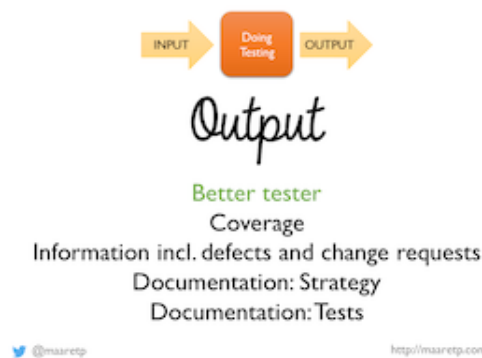 INPUT
Doing
Testing
OUTPUT
Output
Better tester
Coverage
Information incl. defects and change requests
Documentation: Strategy
Documentation: Tests
@maaretp
http://maaretp.com